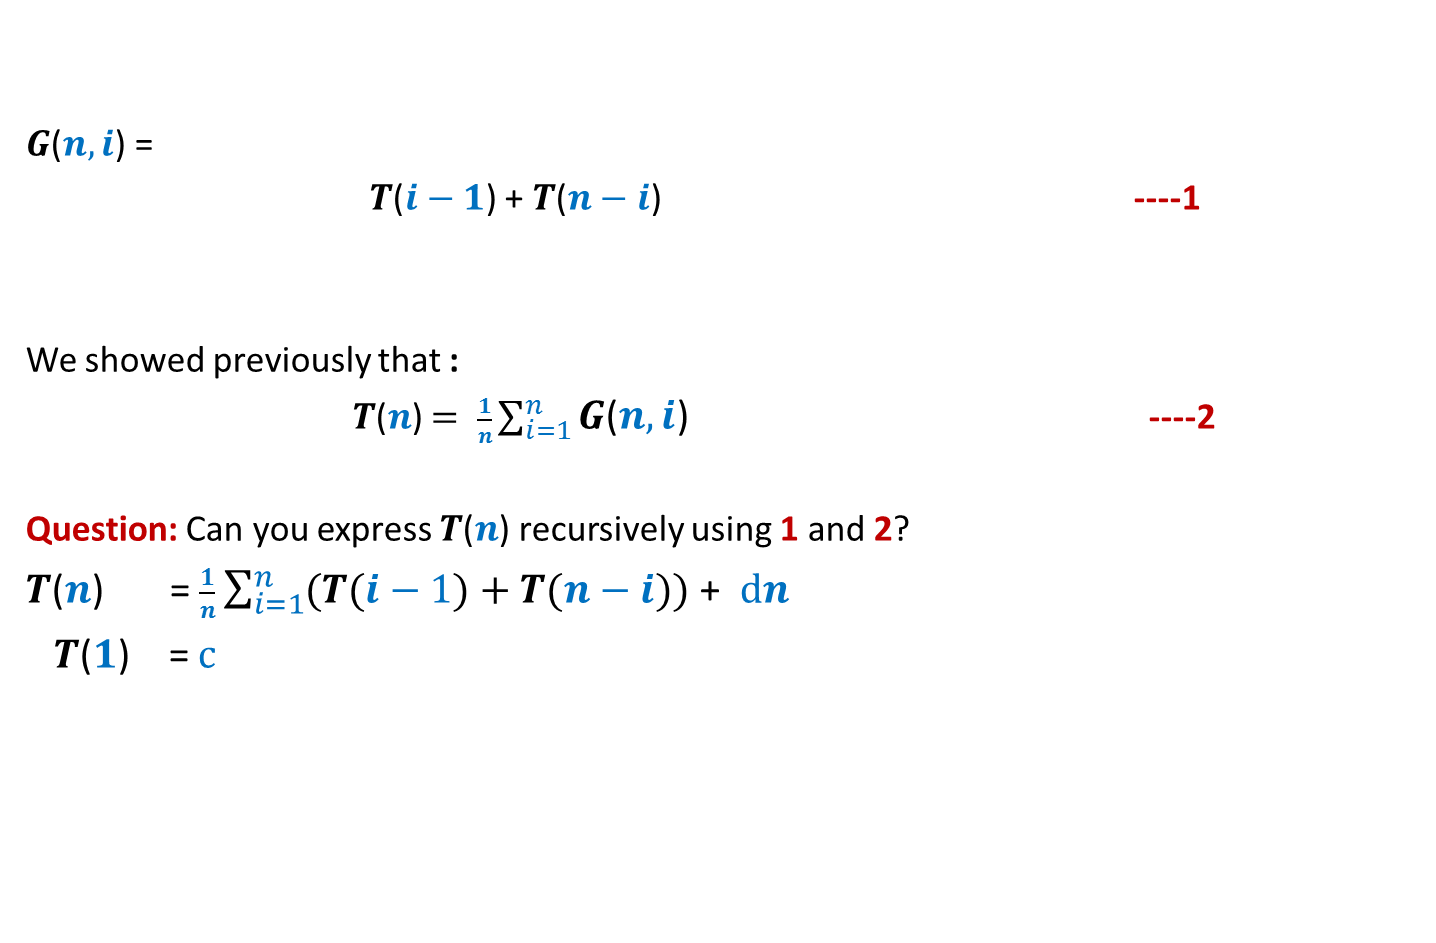 G(n, i) =
T(i − 1) + T(n − i) ----1
We showed previously that :
T(n) = 1/n ∑_{i=1}^{n} G(n, i) ----2
Question: Can you express T(n) recursively using 1 and 2?
T(n) = 1/n ∑_{i=1}^{n} (T(i − 1) + T(n − i)) + dn
T(1) = c